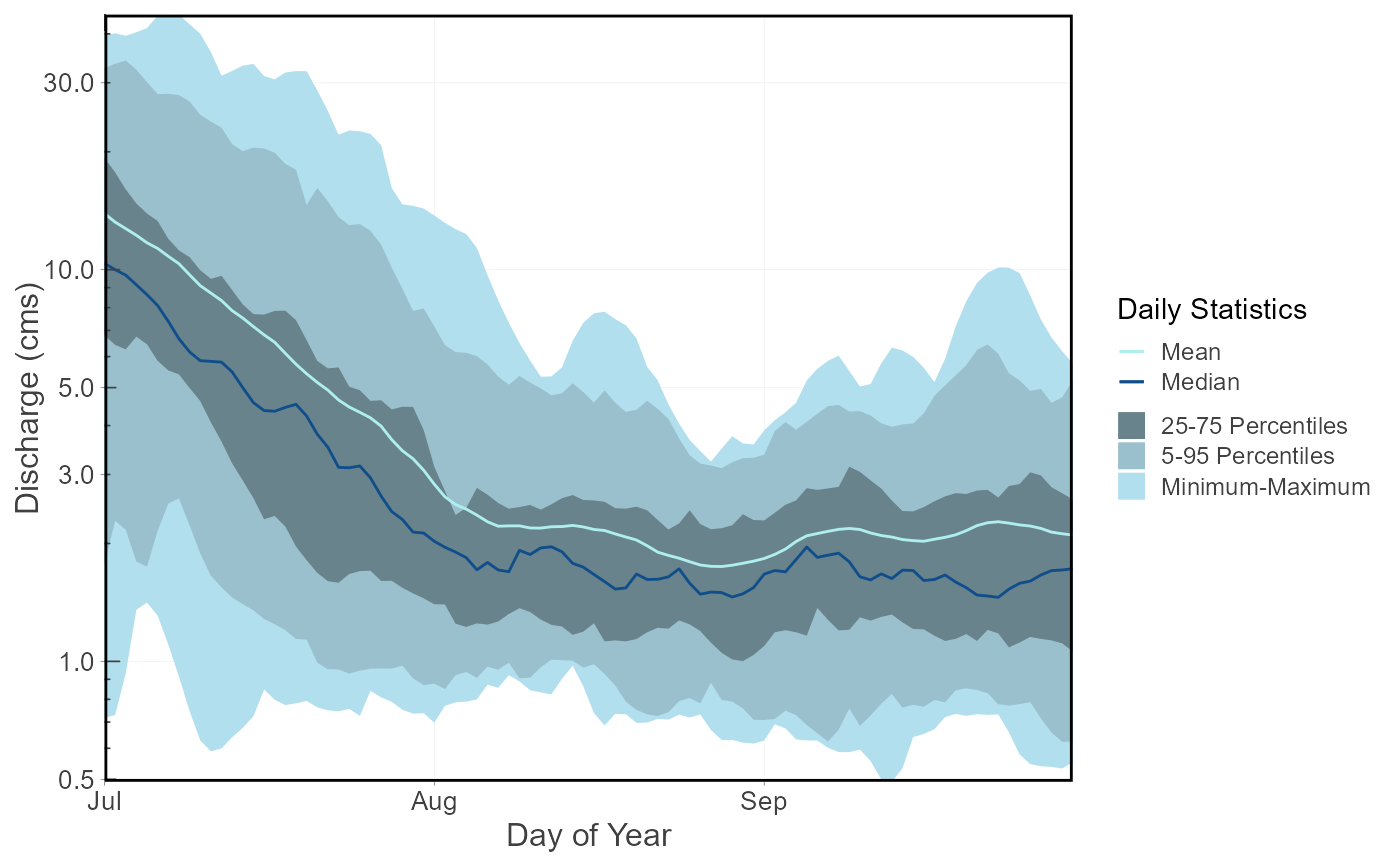 30.0
10.0
5.0
3.0
1.0
0.5
Jul
Aug
Sep
Day of Year
Discharge (cms)
Daily Statistics
Mean
Median
25-75 Percentiles
5-95 Percentiles
Minimum-Maximum